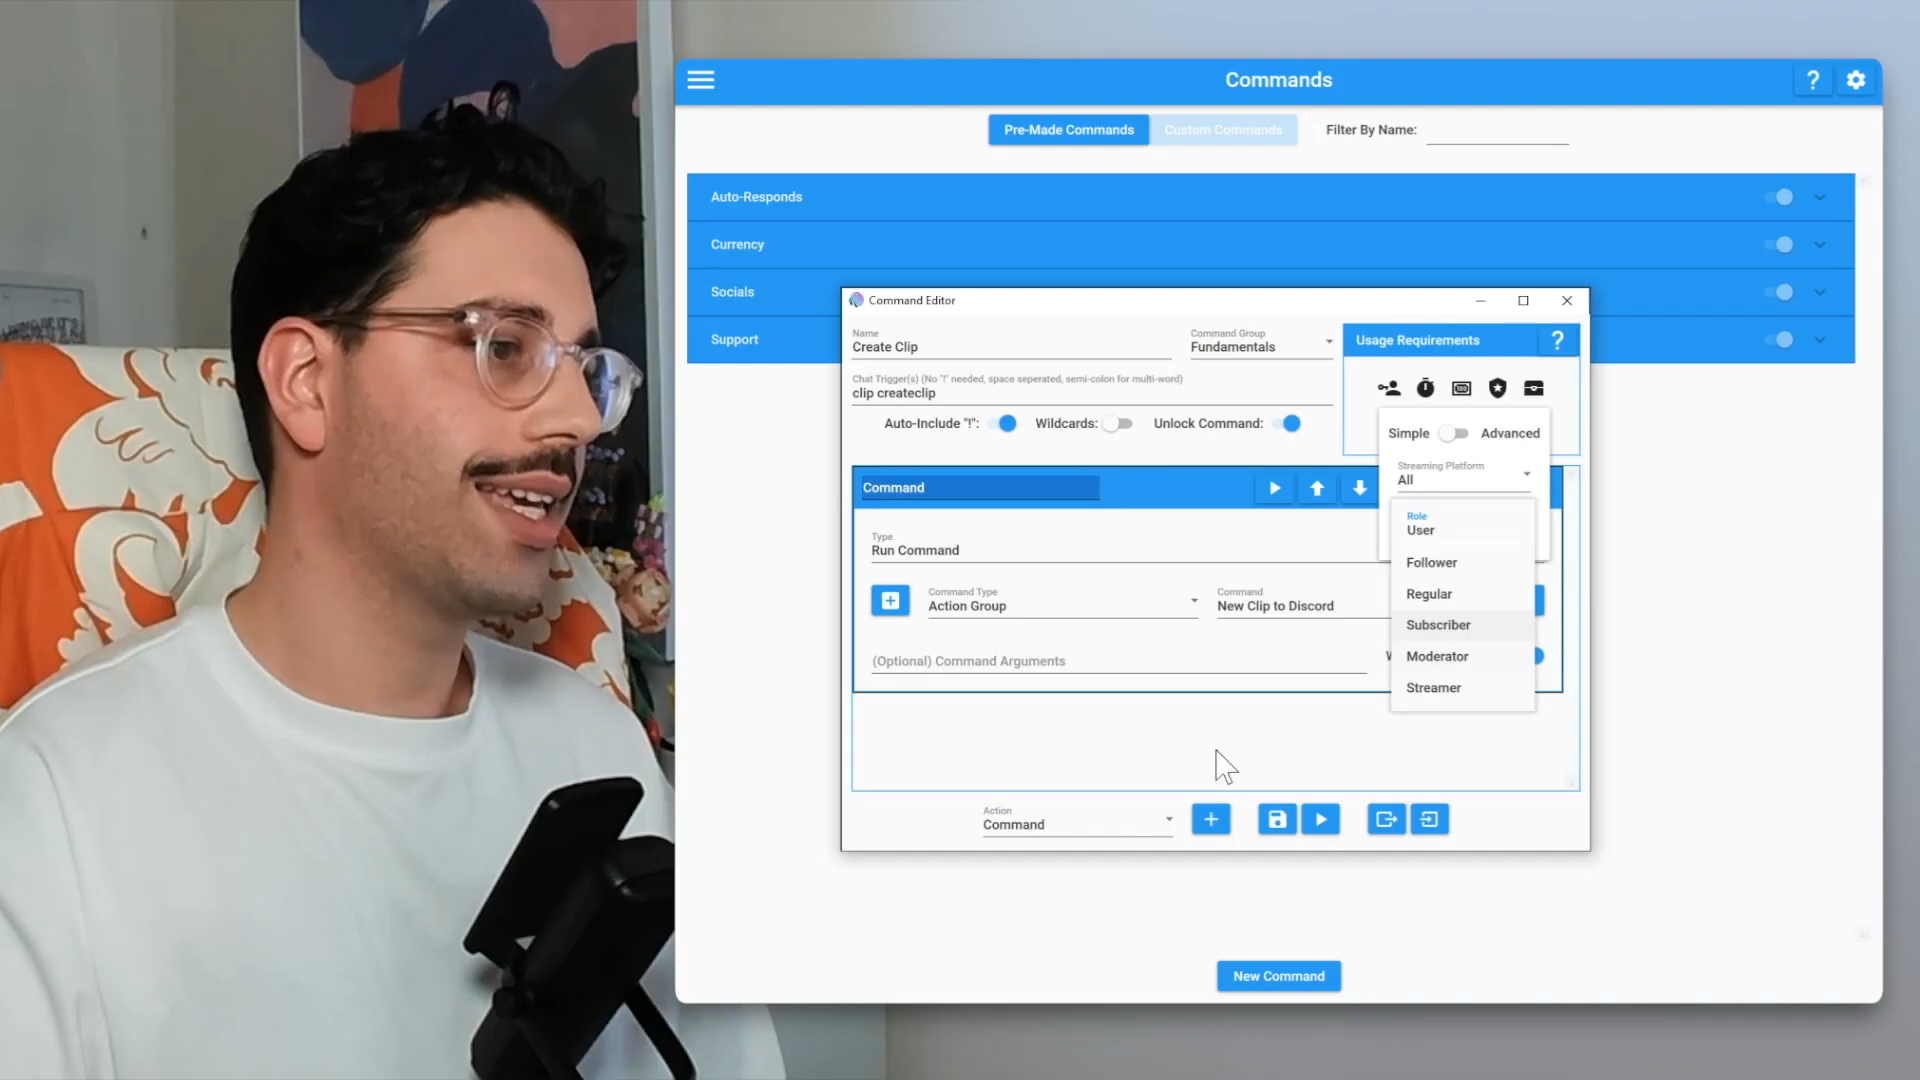 Commands
Pre-Made Commands
Custom Commands
Filter By Name:
Auto-Responds
Currency
Socials
Support
Command Editor
Name
Create Clip
Command Group
Fundamentals
Chat Trigger(s) (No "!" needed, space seperated, semi-colon for multi-word)
clip createclip
Auto-Include "!":
Wildcards:
Unlock Command:
Usage Requirements
?
Simple
Advanced
Streaming Platform
All
Role
User
Follower
Regular
Subscriber
Moderator
Streamer
Command
Type
Run Command
Command Type
Action Group
Command
New Clip to Discord
(Optional) Command Arguments
Action
Command
New Command